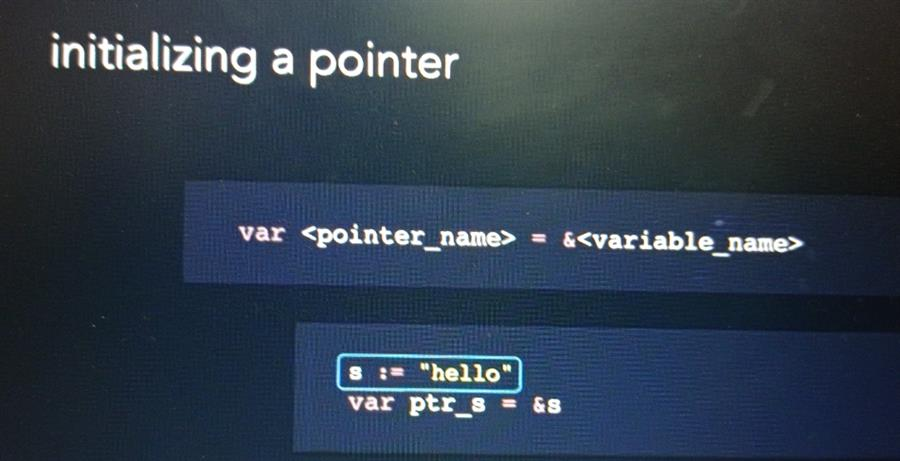 initializing a pointer
var <pointer_name> = &<variable_name>
s := "hello"
var ptr_s = &s